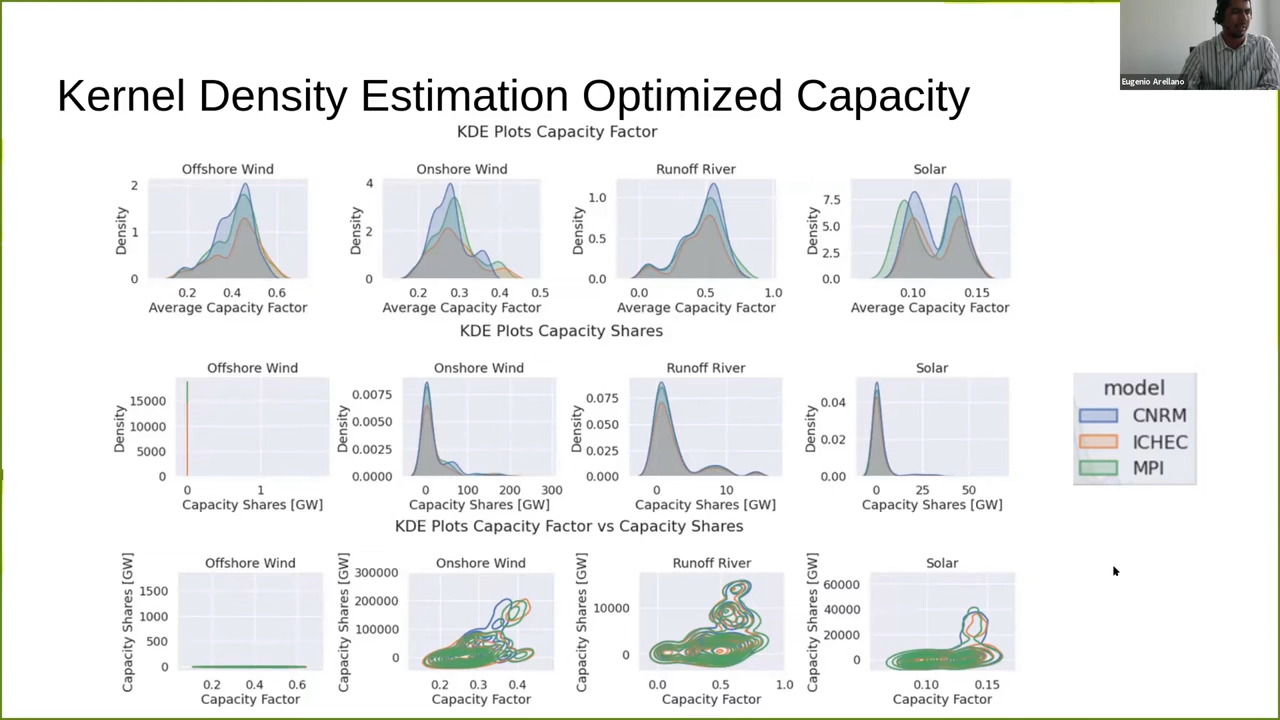 Eugenio Arellano
Kernel Density Estimation Optimized Capacity
KDE Plots Capacity Factor
Offshore Wind
Density
2
1
0
0.2 0.4 0.6
Average Capacity Factor
Onshore Wind
Density
4
2
0
0.2 0.3 0.4 0.5
Average Capacity Factor
Runoff River
Density
1.0
0.5
0.0
0.0 0.5 1.0
Average Capacity Factor
Solar
Density
7.5
5.0
2.5
0.0
0.10 0.15
Average Capacity Factor
KDE Plots Capacity Shares
Offshore Wind
Density
15000
10000
5000
0
0 1
Capacity Shares [GW]
Onshore Wind
Density
0.0075
0.0050
0.0025
0.0000
0 100 200 300
Capacity Shares [GW]
Runoff River
Density
0.075
0.050
0.025
0.000
0 10
Capacity Shares [GW]
Solar
Density
0.04
0.02
0.00
0 25 50
Capacity Shares [GW]
model
CNRM
ICHEC
MPI
KDE Plots Capacity Factor vs Capacity Shares
Offshore Wind
Capacity Shares [GW]
1500
1000
500
0
0.2 0.4 0.6
Capacity Factor
Onshore Wind
Capacity Shares [GW]
300000
200000
100000
0
0.2 0.3 0.4
Capacity Factor
Runoff River
Capacity Shares [GW]
10000
0
0.0 0.5 1.0
Capacity Factor
Solar
Capacity Shares [GW]
60000
40000
20000
0
0.10 0.15
Capacity Factor